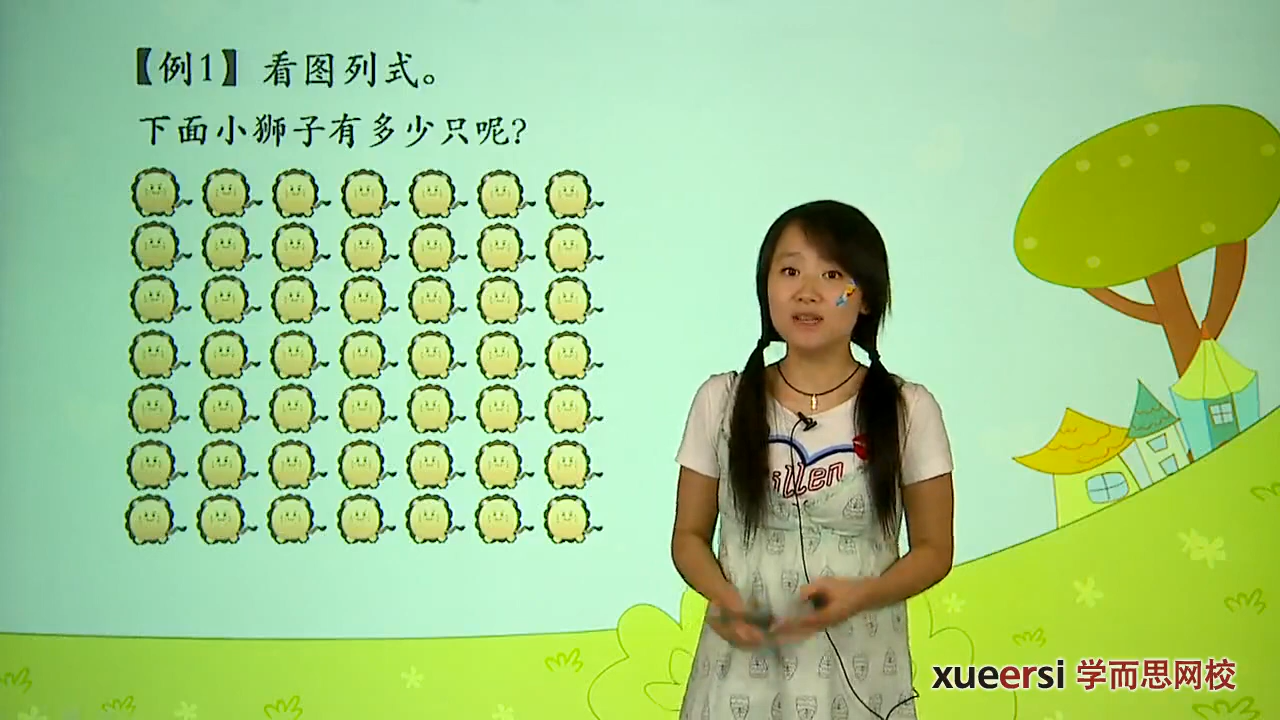 【例1】看图列式。
下面小狮子有多少只呢?
illen
xueersi 学而思网校